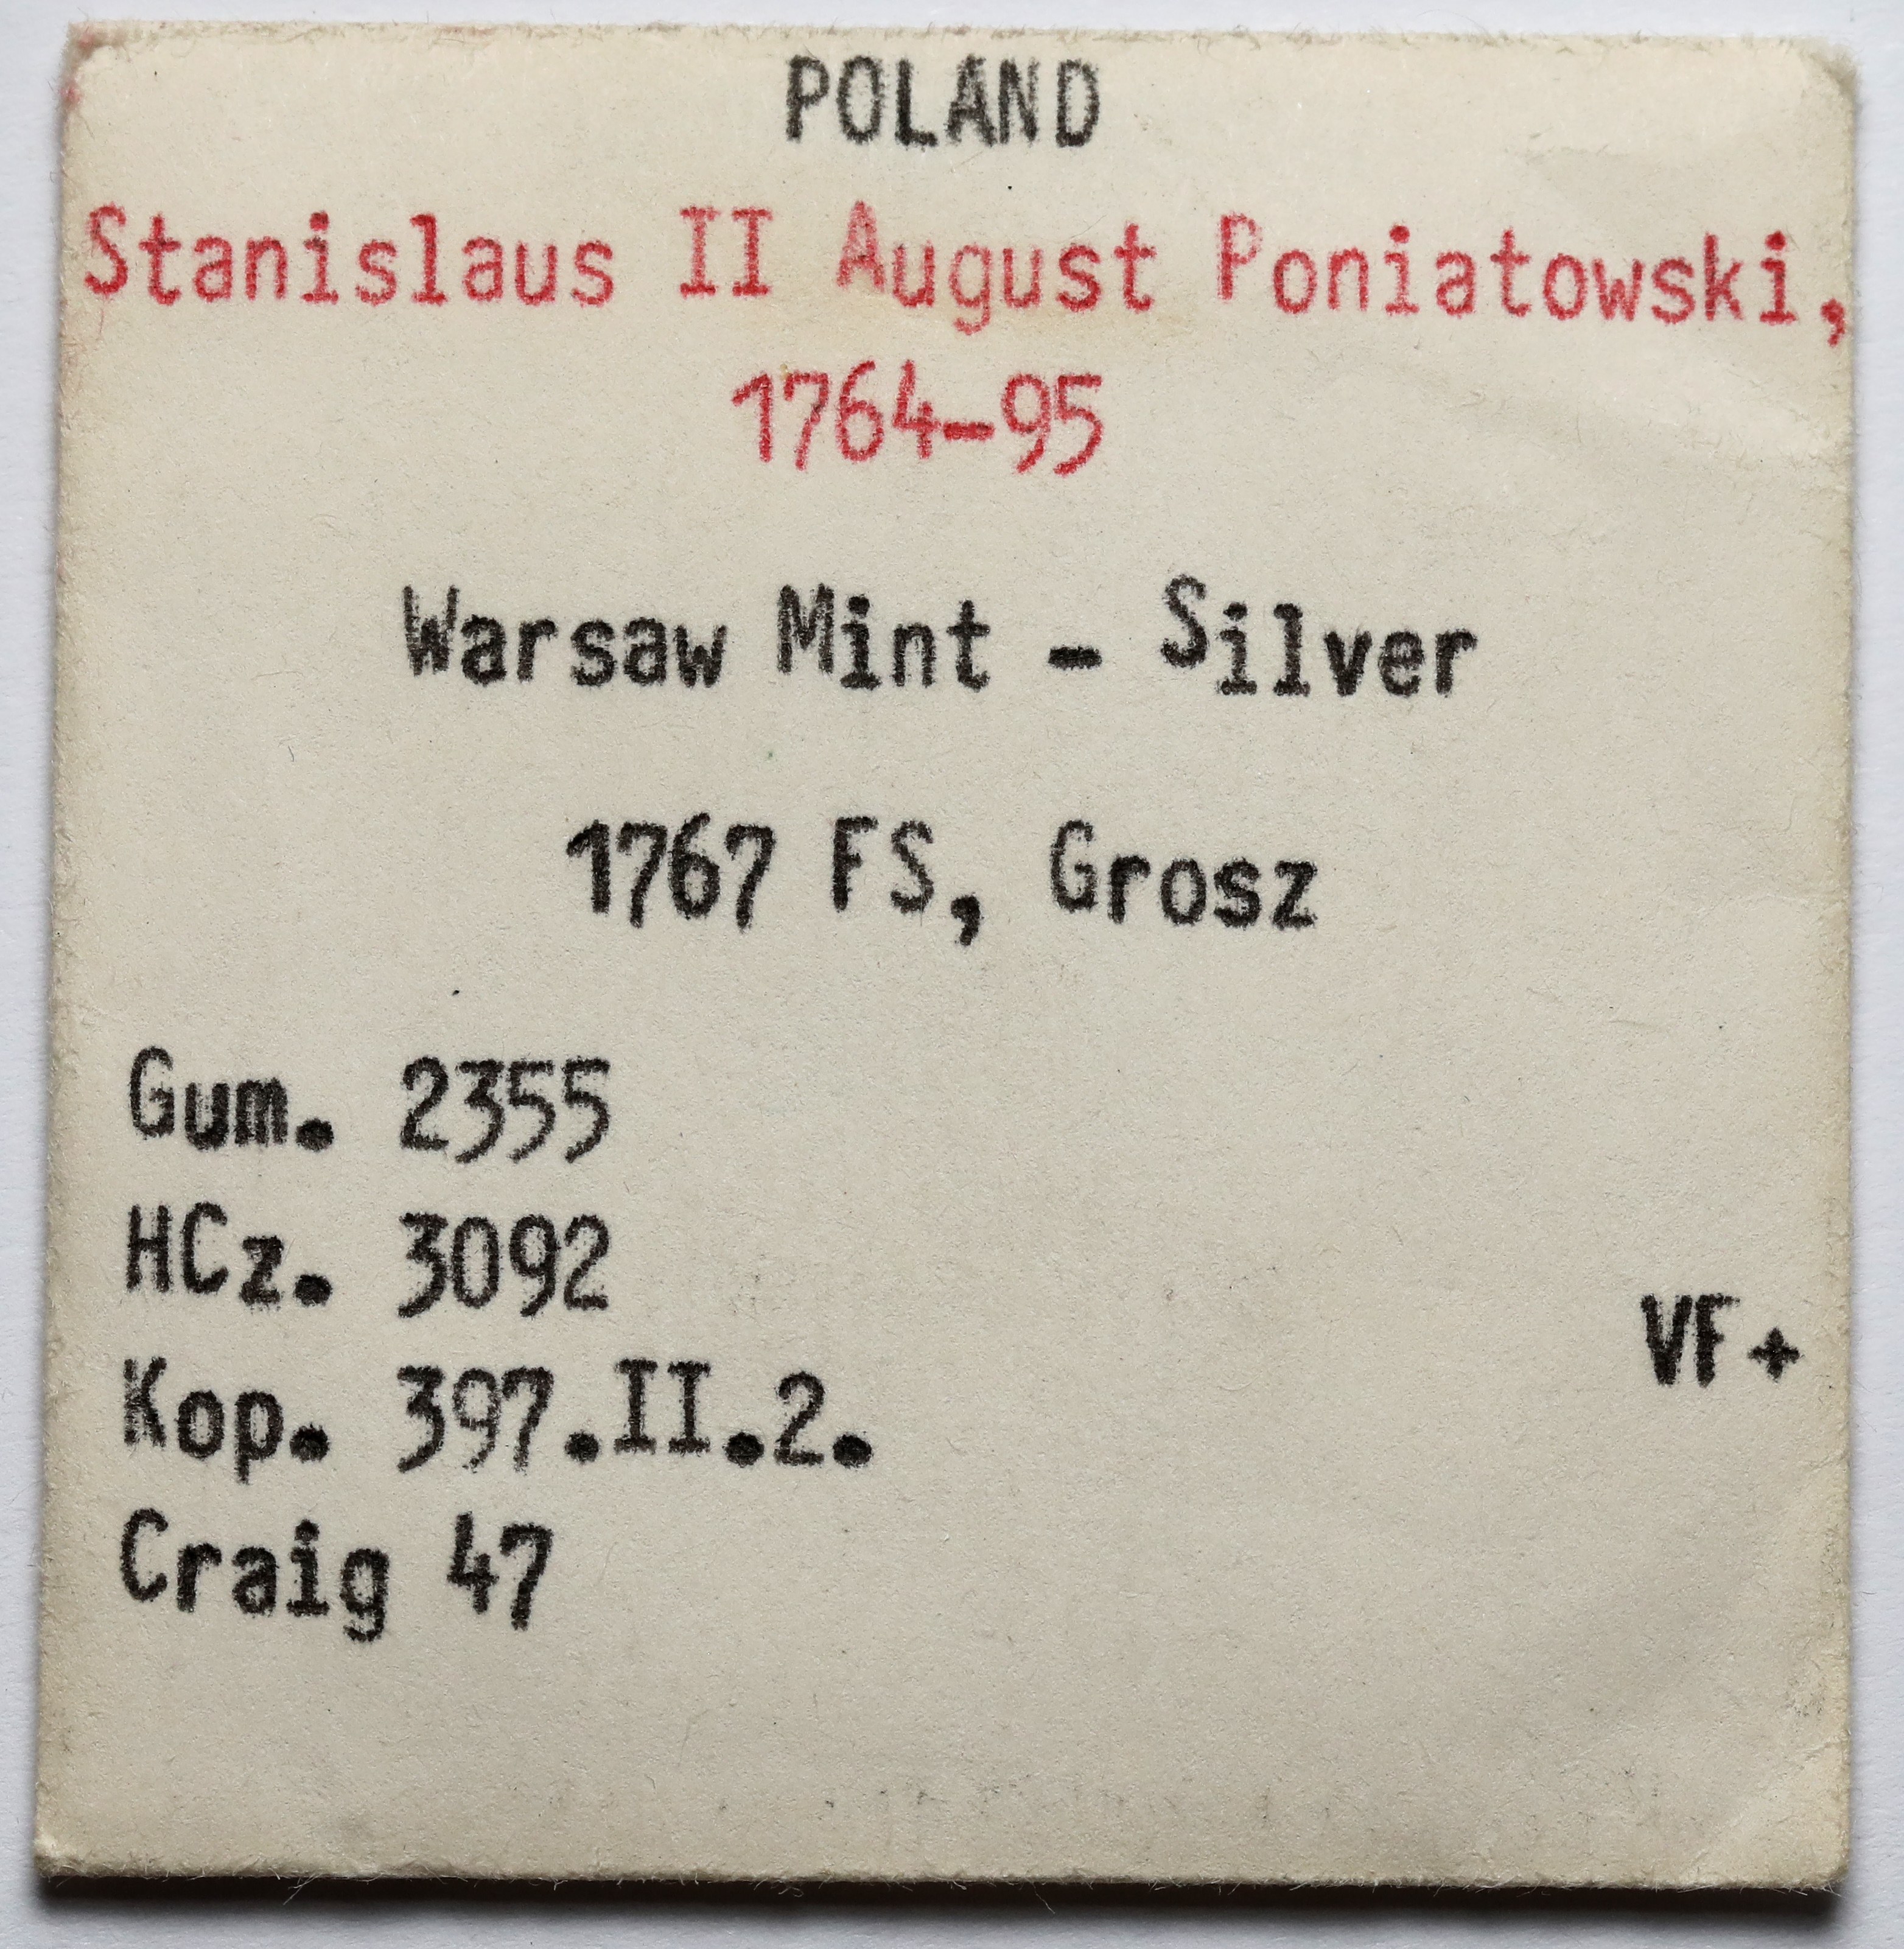 POLAND
Stanislaus II August Poniatowski,
1764-95
Warsaw Mint - Silver
1767 FS, Grosz
Gum. 2355
HCz. 3092
Kop. 397.II.2.
VF+
Craig 47